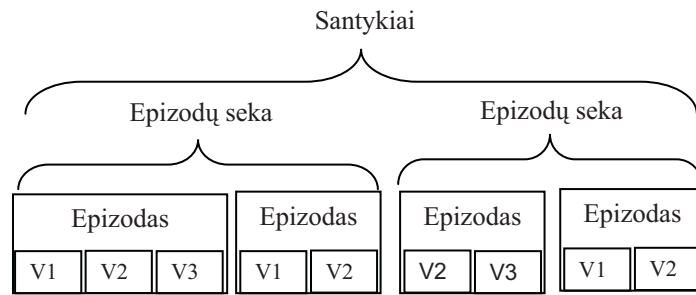 Santykiai
Epizodų seka Epizodų seka
Epizodas Epizodas Epizodas Epizodas
V1 V2 V3 V1 V2 V2 V3 V1 V2